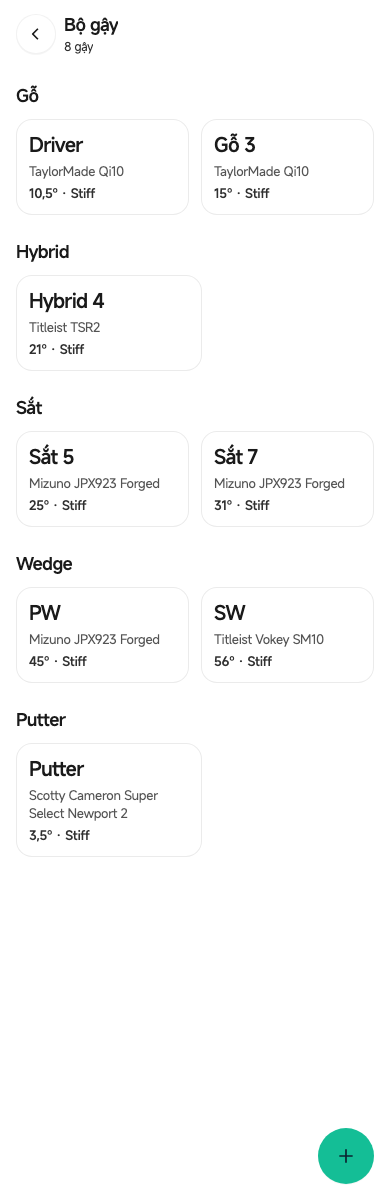 Bộ gậy
8 gậy
Gỗ
Driver
TaylorMade Qi10
10,5° · Stiff
Gỗ 3
TaylorMade Qi10
15° · Stiff
Hybrid
Hybrid 4
Titleist TSR2
21° · Stiff
Sắt
Sắt 5
Mizuno JPX923 Forged
25° · Stiff
Sắt 7
Mizuno JPX923 Forged
31° · Stiff
Wedge
PW
Mizuno JPX923 Forged
45° · Stiff
SW
Titleist Vokey SM10
56° · Stiff
Putter
Putter
Scotty Cameron Super
Select Newport 2
3,5° · Stiff